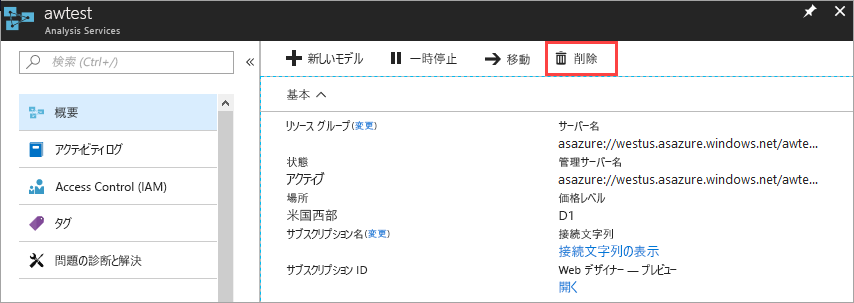 awtest
Analysis Services
検索 (Ctrl+/)
概要
アクティビティ ログ
Access Control (IAM)
タグ
問題の診断と解決
新しいモデル 一時停止 移動 削除
基本
リソース グループ (変更)
サーバー名
asazure://westus.asazure.windows.net/awte...
状態
管理サーバー名
アクティブ
asazure://westus.asazure.windows.net/awte...
場所
価格レベル
米国西部
D1
サブスクリプション名 (変更)
接続文字列
接続文字列の表示
サブスクリプション ID
Web デザイナー — プレビュー
開く